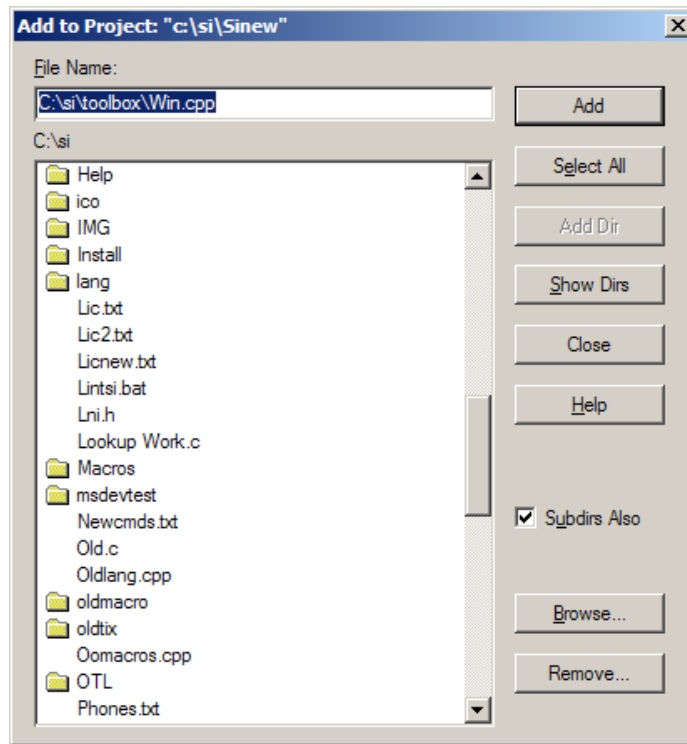 Add to Project: "c:\si\Sinew"
File Name:
C:\si\toolbox\Win.cpp
Add
C:\si
Select All
Help
ico
IMG
Install
lang
Lic.txt
Lic2.txt
Licnew.txt
Lintsi.bat
Lni.h
Lookup Work.c
Macros
msdevtest
Newcmds.txt
Old.c
Oldlang.cpp
oldmacro
oldtix
Oomacros.cpp
OTL
Phones.txt
Add Dir
Show Dirs
Close
Help
Subdirs Also
Browse...
Remove...